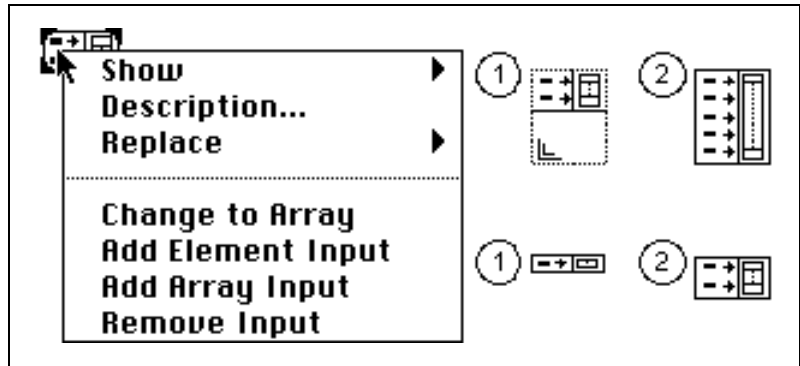 Show
Description...
Replace
Change to Array
Add Element Input
Add Array Input
Remove Input
1
2
1
2